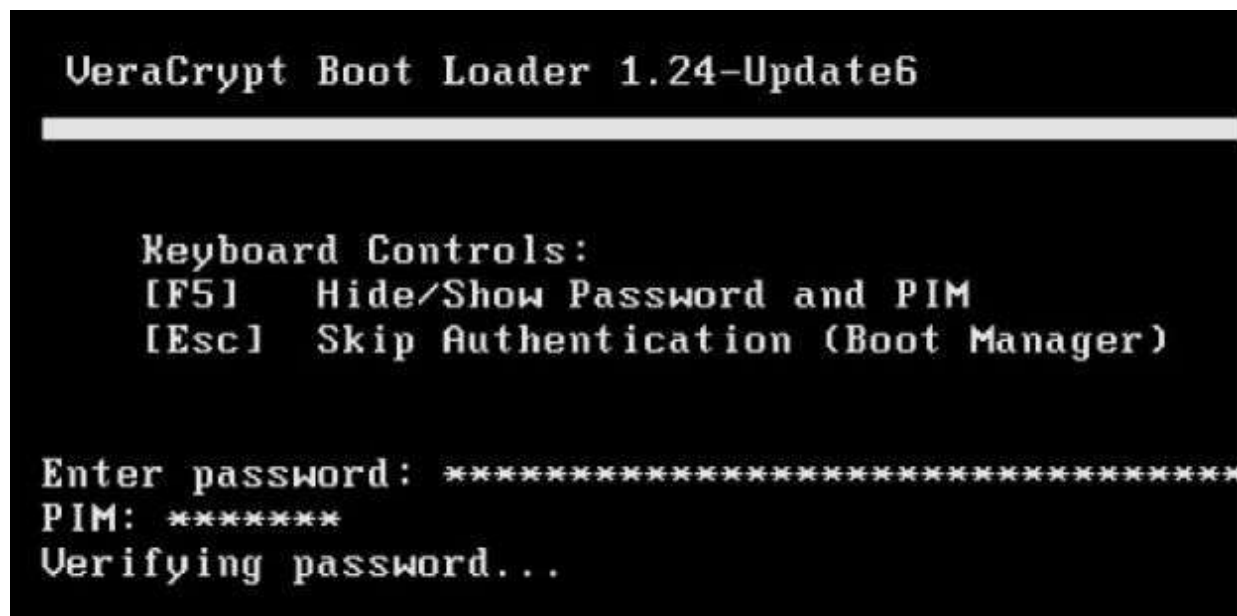 VeraCrypt Boot Loader 1.24-Update6
Keyboard Controls:
[F5] Hide/Show Password and PIM
[Esc] Skip Authentication (Boot Manager)
Enter password: ********************************
PIM: *******
Verifying password...